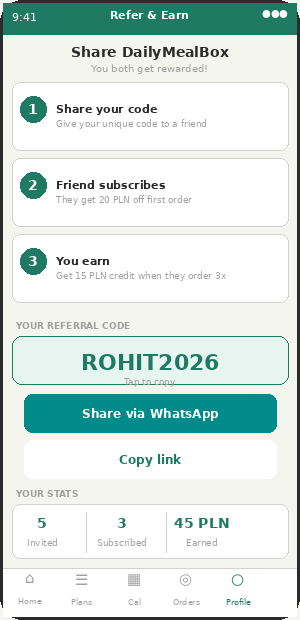 9:41
Refer & Earn
Share DailyMealBox
You both get rewarded!
1
Share your code
Give your unique code to a friend
2
Friend subscribes
They get 20 PLN off first order
3
You earn
Get 15 PLN credit when they order 3x
YOUR REFERRAL CODE
ROHIT2026
Tap to copy
Share via WhatsApp
Copy link
YOUR STATS
5 3 45 PLN
Invited Subscribed Earned
Home Plans Cal Orders Profile